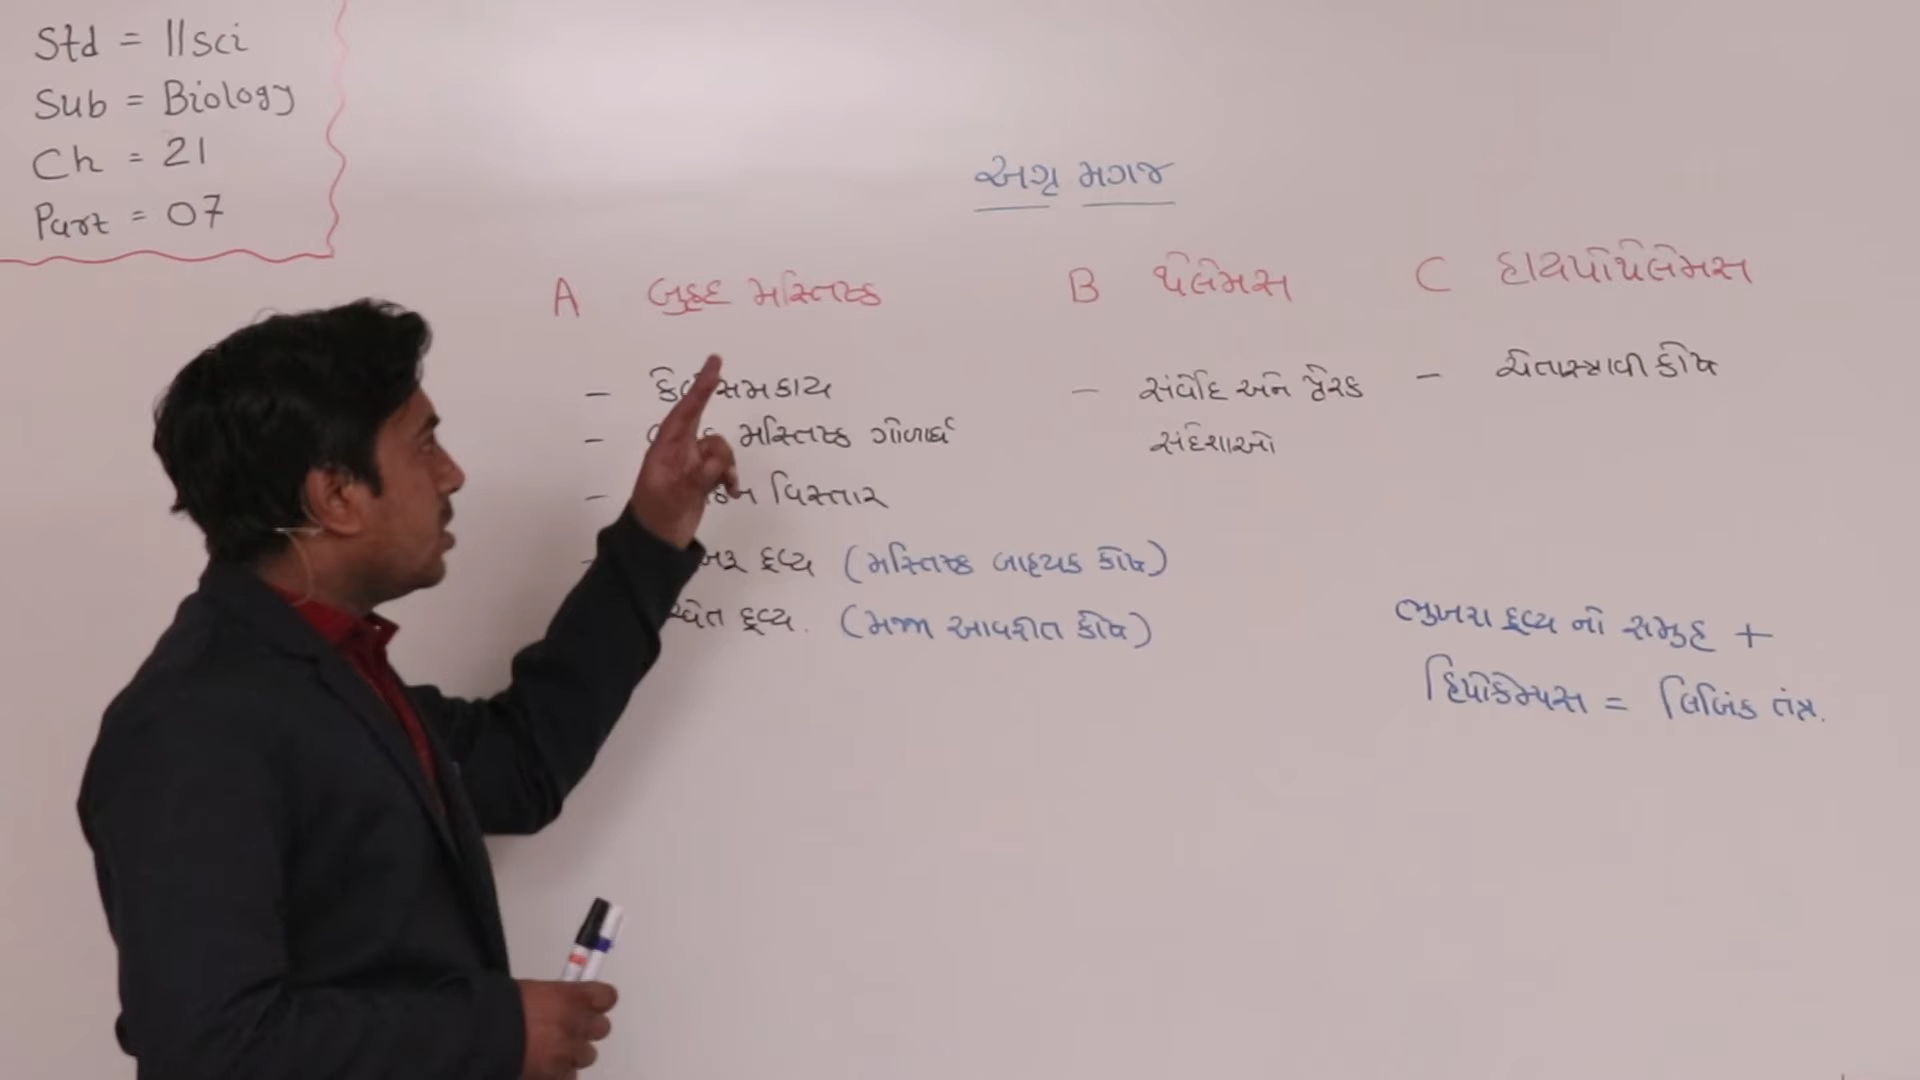 Std = 11sci
Sub = Biology
Ch = 21
Part = 07
અગ્ર મગજ
A બૃહદ મસ્તિષ્ક
B થેલેમસ
C હાયપોથેલેમસ
- સમકાય
- મસ્તિષ્ક ગોળાર્ધ
- વિસ્તાર
દ્રવ્ય (મસ્તિષ્ક બાહ્યક કોષ)
દ્રવ્ય. (મજ્જા આવરીત કોષ)
- સંવેદિ અને પ્રેરક
સંદેશાઓ
- ચેતાસ્ત્રાવી કોષ
ભુખરા દ્રવ્ય નો સમુહ +
હિપોકેમ્પસ = લિબિંક તંત્ર.